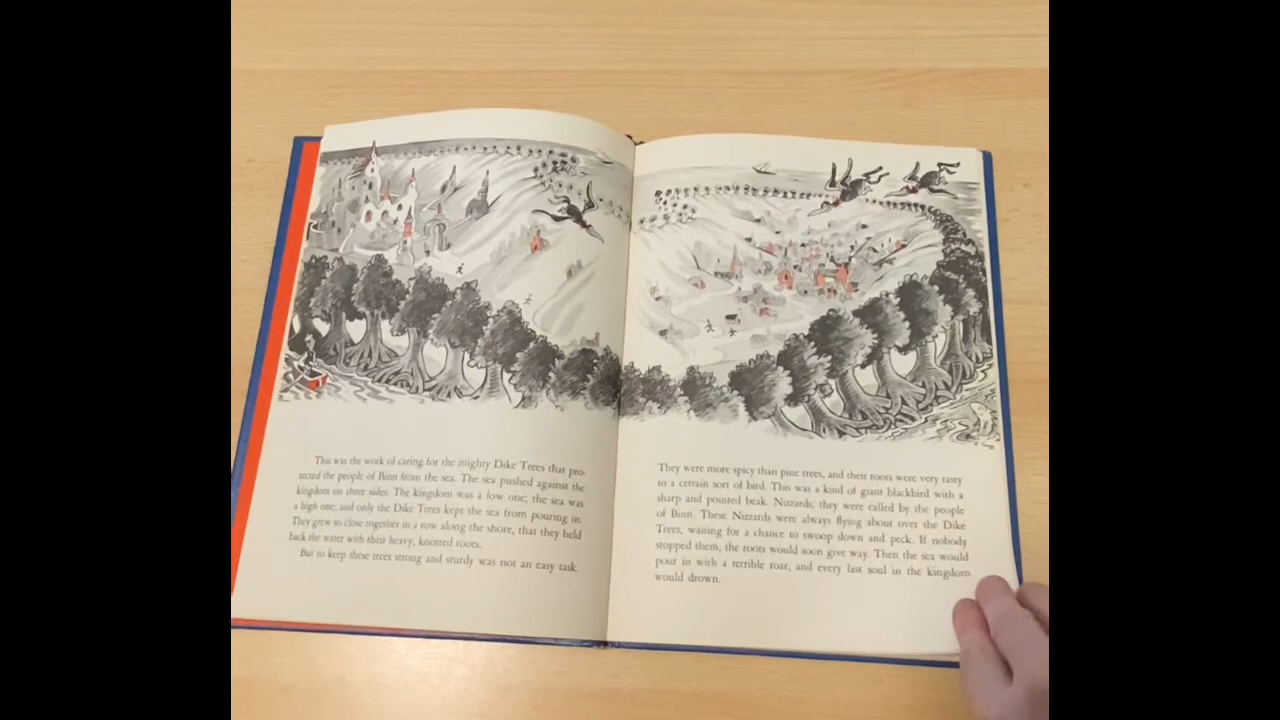 This was the work of caring for the mighty Dike Trees that pro-
tected the people of Binn from the sea. The sea pushed against the
kingdom on three sides. The kingdom was a low one; the sea was
a high one, and only the Dike Trees kept the sea from pouring in.
They grew so close together in a row along the shore, that they held
back the water with their heavy, knotted roots.
But to keep these trees strong and sturdy was not an easy task.
They were more spicy than pine trees, and their roots were very tasty
to a certain sort of bird. This was a kind of giant blackbird with a
sharp and pointed beak. Nizzards, they were called by the people
of Binn. These Nizzards were always flying about over the Dike
Trees, waiting for a chance to swoop down and peck. If nobody
stopped them, the roots would soon give way. Then the sea would
pour in with a terrible roar, and every last soul in the kingdom
would drown.